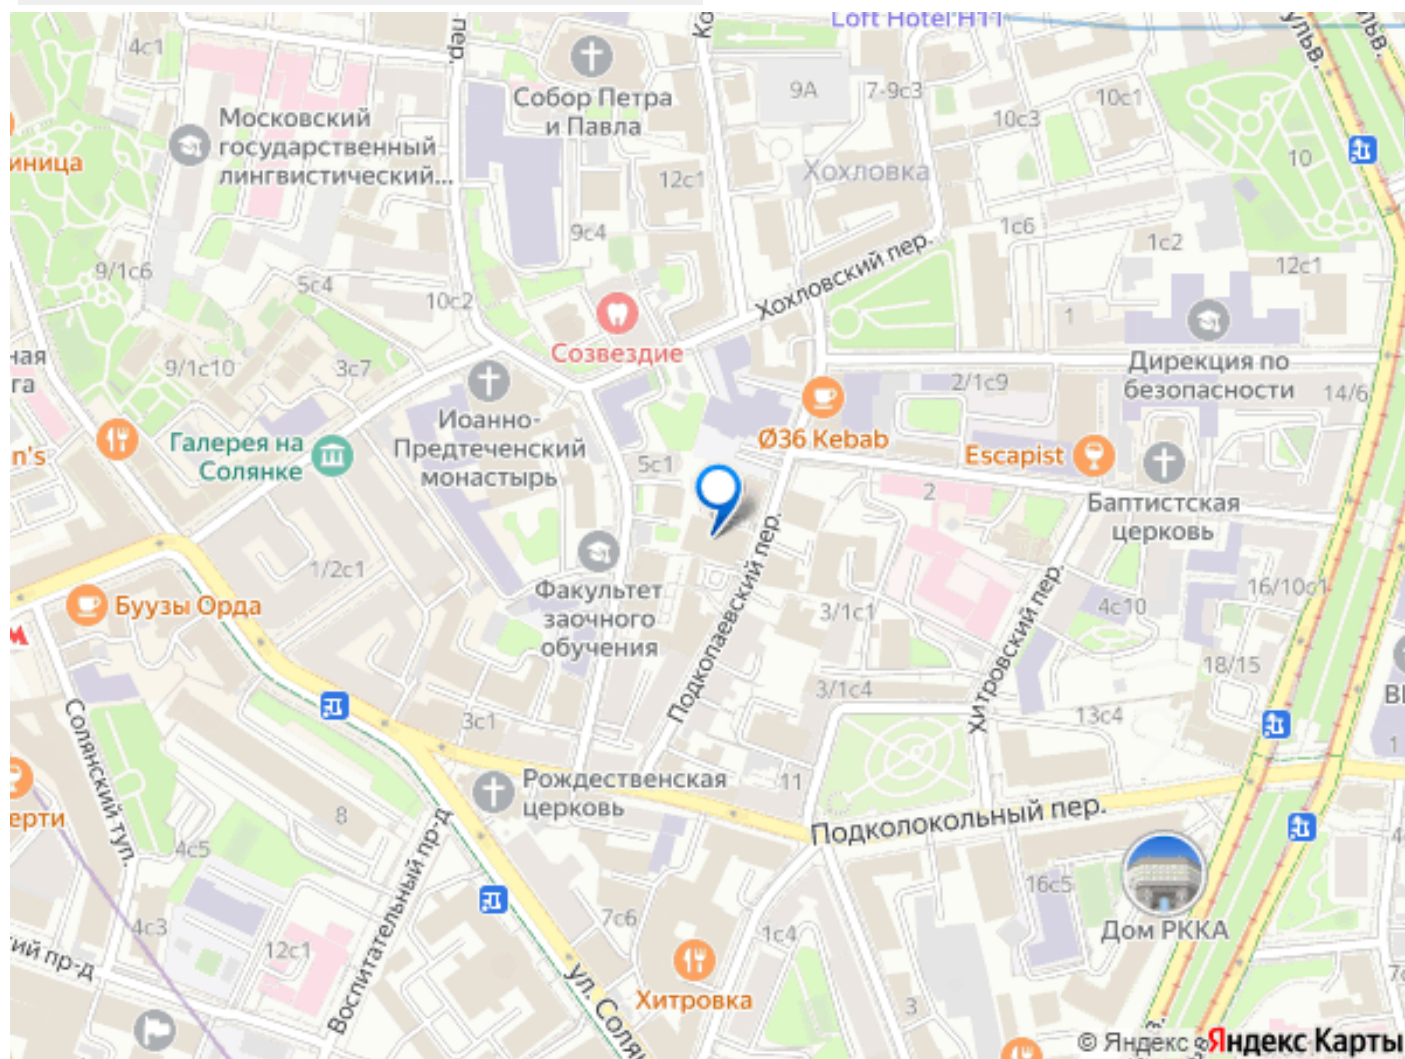 Loft Hotel H11
4с1
пер.
Собор Петра
и Павла
9А
7-9с3
10с1
10с3
Московский
государственный
лингвистический...
10
Хохловка
12с1
1с6
1с2
9с4
12с1
Хохловский пер.
9/1с6
5с4
10с2
1
Созвездие
9/1с10
3с7
Дирекция по
безопасности
2/1с9
14/6
Иоанно-
Предтеченский
монастырь
Ø36 Kebab
Галерея на
Солянке
5с1
Escapist
2
Баптистская
церковь
1/2с1
Факультет
заочного
обучения
Подкопаевский пер.
Хитровский пер.
16/10с1
Буузы Орда
3/1с1
4с10
18/15
3/1с4
13с4
3с1
Солянский туп.
Рождественская
церковь
11
1
8
Подколокольный пер.
4с5
Воспитательный пр-д
16с5
Дом РККА
7с6
1с4
4с3
12с1
Хитровка
3
© Яндекс
Яндекс Карты